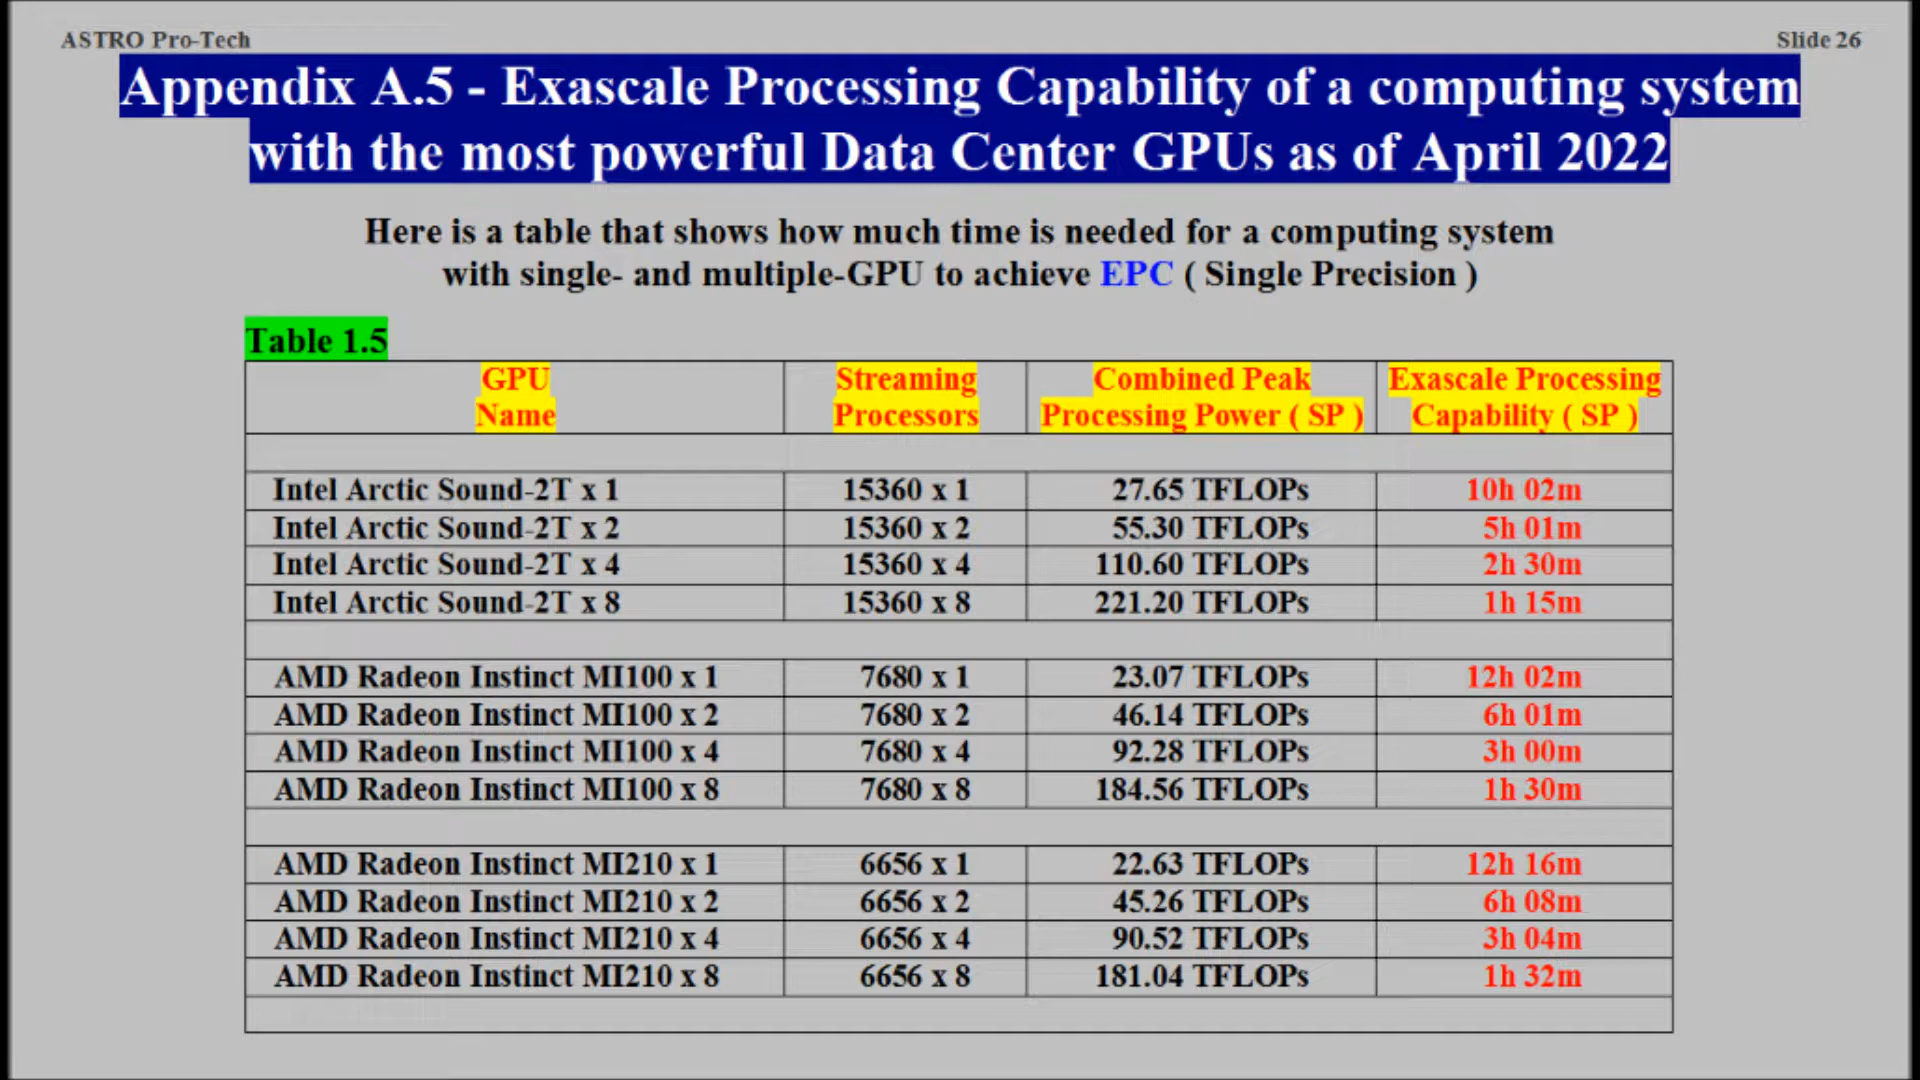 ASTRO Pro-Tech Slide 26
Appendix A.5 - Exascale Processing Capability of a computing system
with the most powerful Data Center GPUs as of April 2022
Here is a table that shows how much time is needed for a computing system
with single- and multiple-GPU to achieve EPC ( Single Precision )
Table 1.5
GPU Streaming Combined Peak Exascale Processing
Name Processors Processing Power ( SP ) Capability ( SP )
Intel Arctic Sound-2T x 1 15360 x 1 27.65 TFLOPs 10h 02m
Intel Arctic Sound-2T x 2 15360 x 2 55.30 TFLOPs 5h 01m
Intel Arctic Sound-2T x 4 15360 x 4 110.60 TFLOPs 2h 30m
Intel Arctic Sound-2T x 8 15360 x 8 221.20 TFLOPs 1h 15m
AMD Radeon Instinct MI100 x 1 7680 x 1 23.07 TFLOPs 12h 02m
AMD Radeon Instinct MI100 x 2 7680 x 2 46.14 TFLOPs 6h 01m
AMD Radeon Instinct MI100 x 4 7680 x 4 92.28 TFLOPs 3h 00m
AMD Radeon Instinct MI100 x 8 7680 x 8 184.56 TFLOPs 1h 30m
AMD Radeon Instinct MI210 x 1 6656 x 1 22.63 TFLOPs 12h 16m
AMD Radeon Instinct MI210 x 2 6656 x 2 45.26 TFLOPs 6h 08m
AMD Radeon Instinct MI210 x 4 6656 x 4 90.52 TFLOPs 3h 04m
AMD Radeon Instinct MI210 x 8 6656 x 8 181.04 TFLOPs 1h 32m